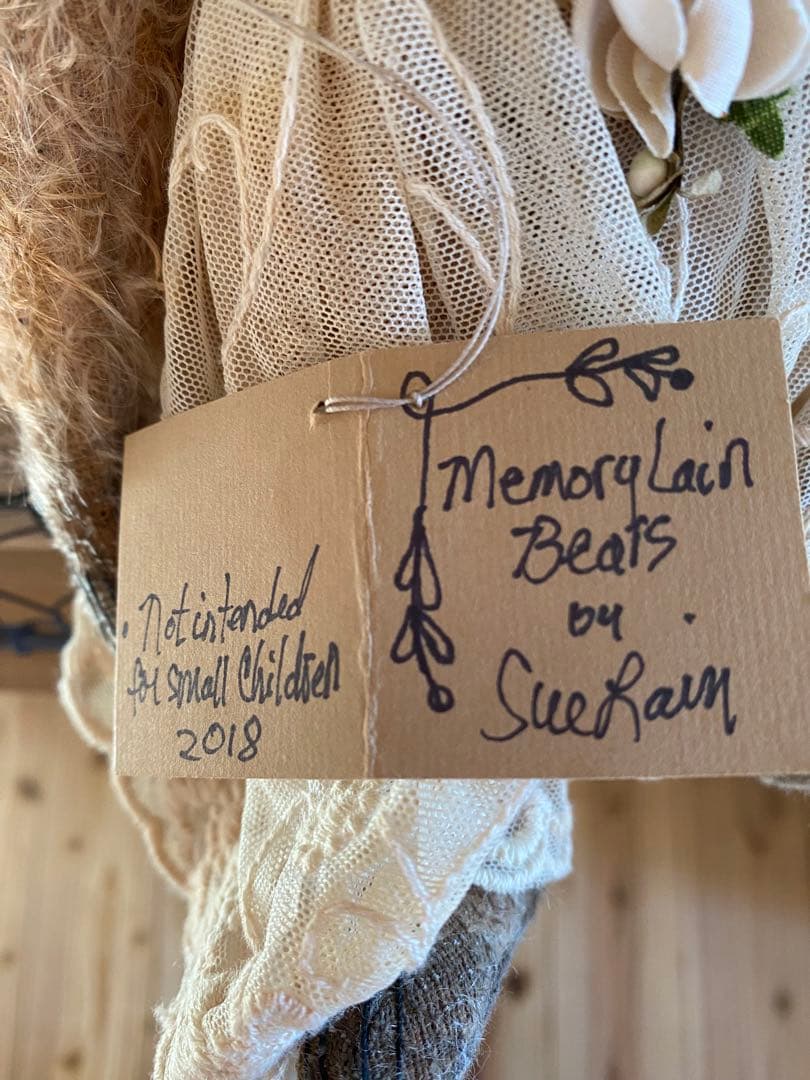 · Not intended
for small Children
2018
Memory Lain
Bears
by
Sue Lain